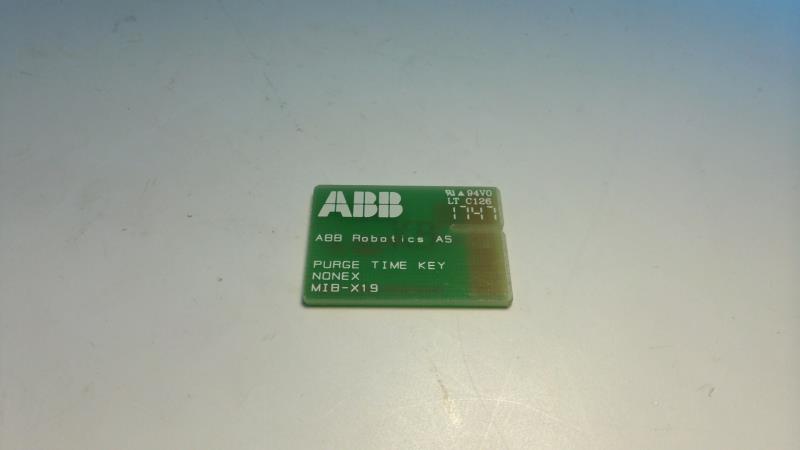 ABB
94V0
LT C126
1747
ABB Robotics AS
PURGE TIME KEY
NONEX
MIB-X19